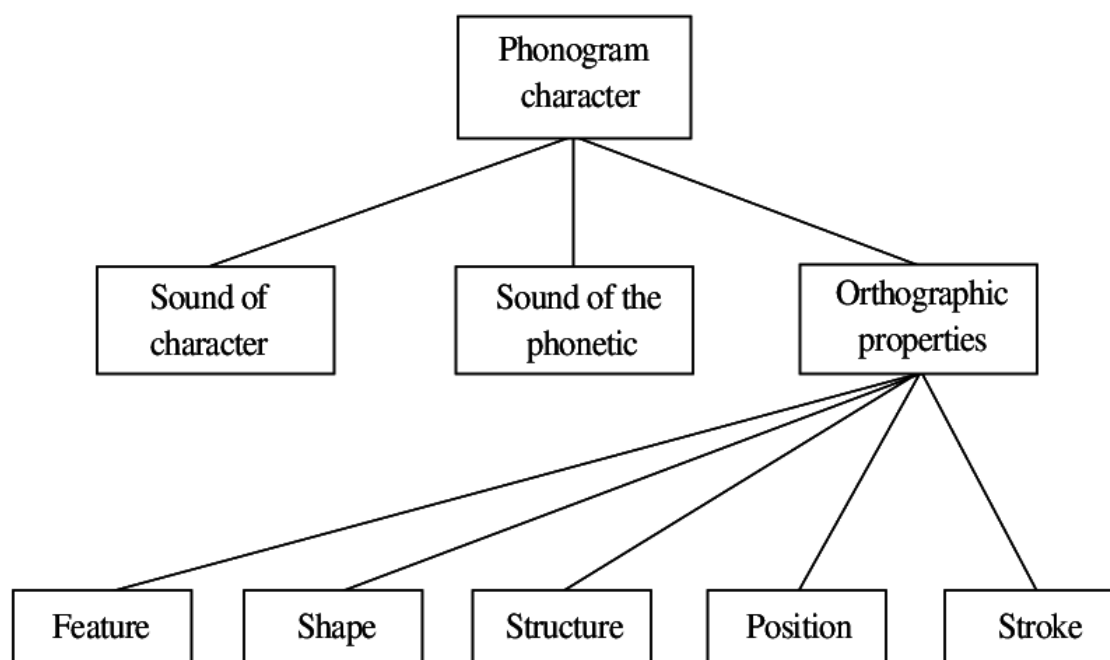 Phonogram
character
Sound of
character
Sound of the
phonetic
Orthographic
properties
Feature
Shape
Structure
Position
Stroke